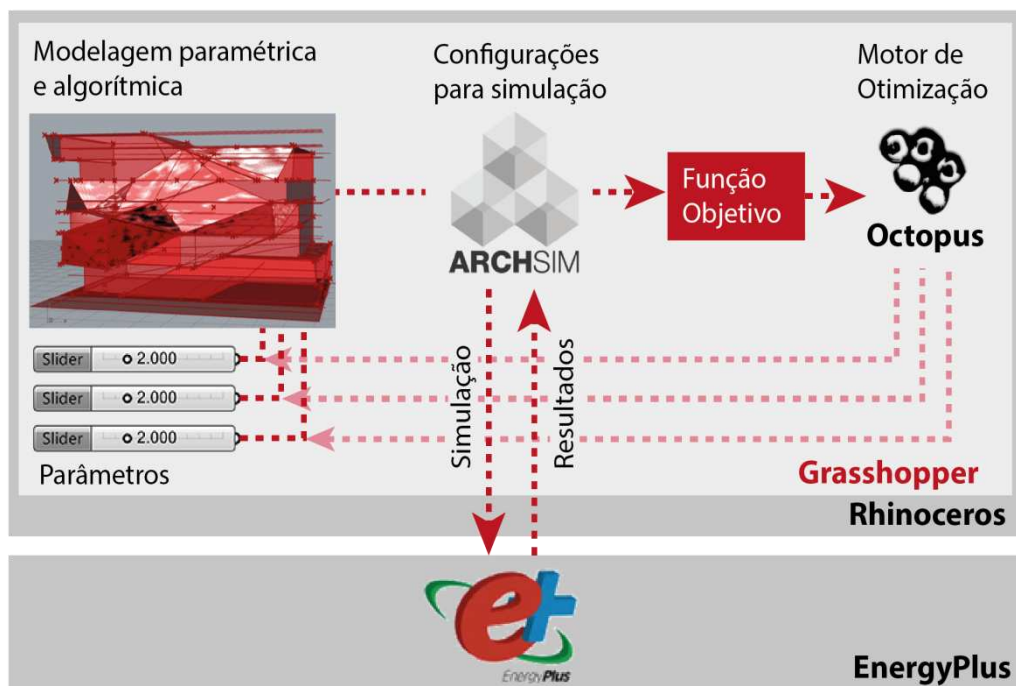 Modelagem paramétrica
e algorítmica
Configurações
para simulação
Motor de
Otimização
Função
Objetivo
ARCHSIM
Octopus
Slider 2.000
Slider 2.000
Slider 2.000
Parâmetros
Simulação
Resultados
Grasshopper
Rhinoceros
e+
EnergyPlus
EnergyPlus